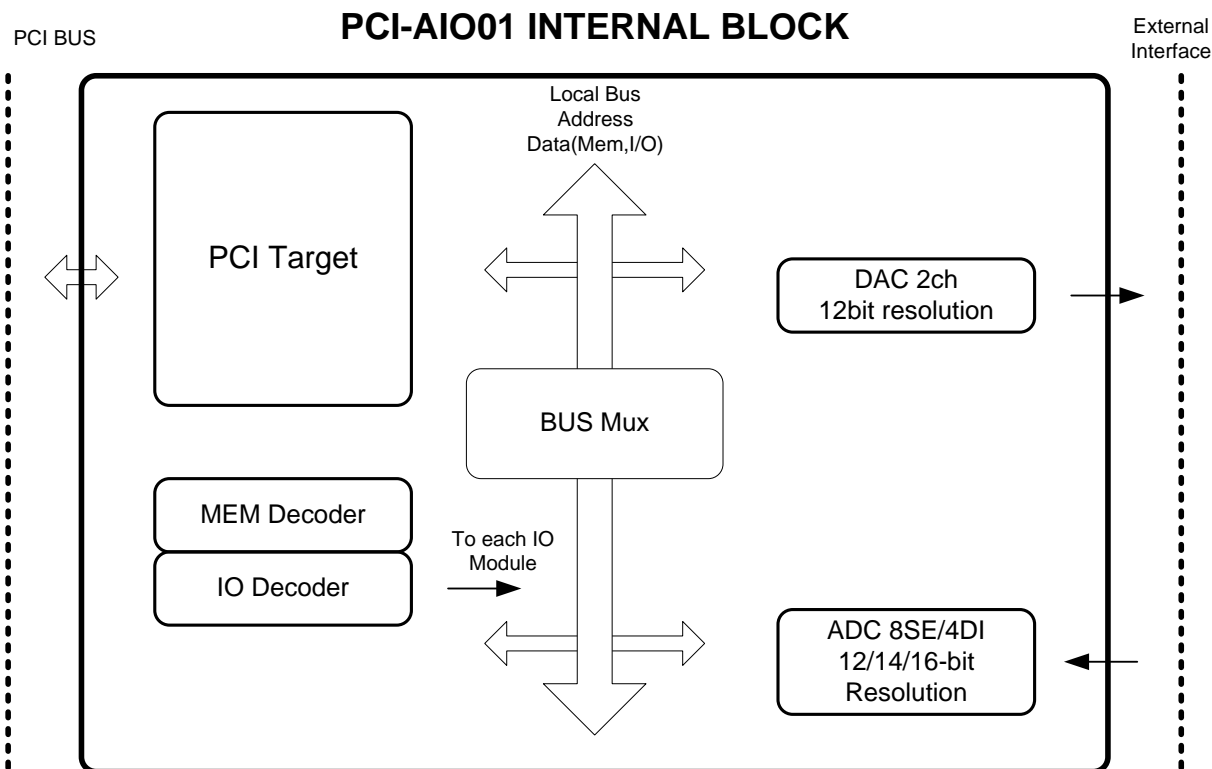 PCI-AIO01 INTERNAL BLOCK
PCI BUS
External
Interface
Local Bus
Address
Data(Mem,I/O)
PCI Target
DAC 2ch
12bit resolution
BUS Mux
MEM Decoder
To each IO
Module
IO Decoder
ADC 8SE/4DI
12/14/16-bit
Resolution